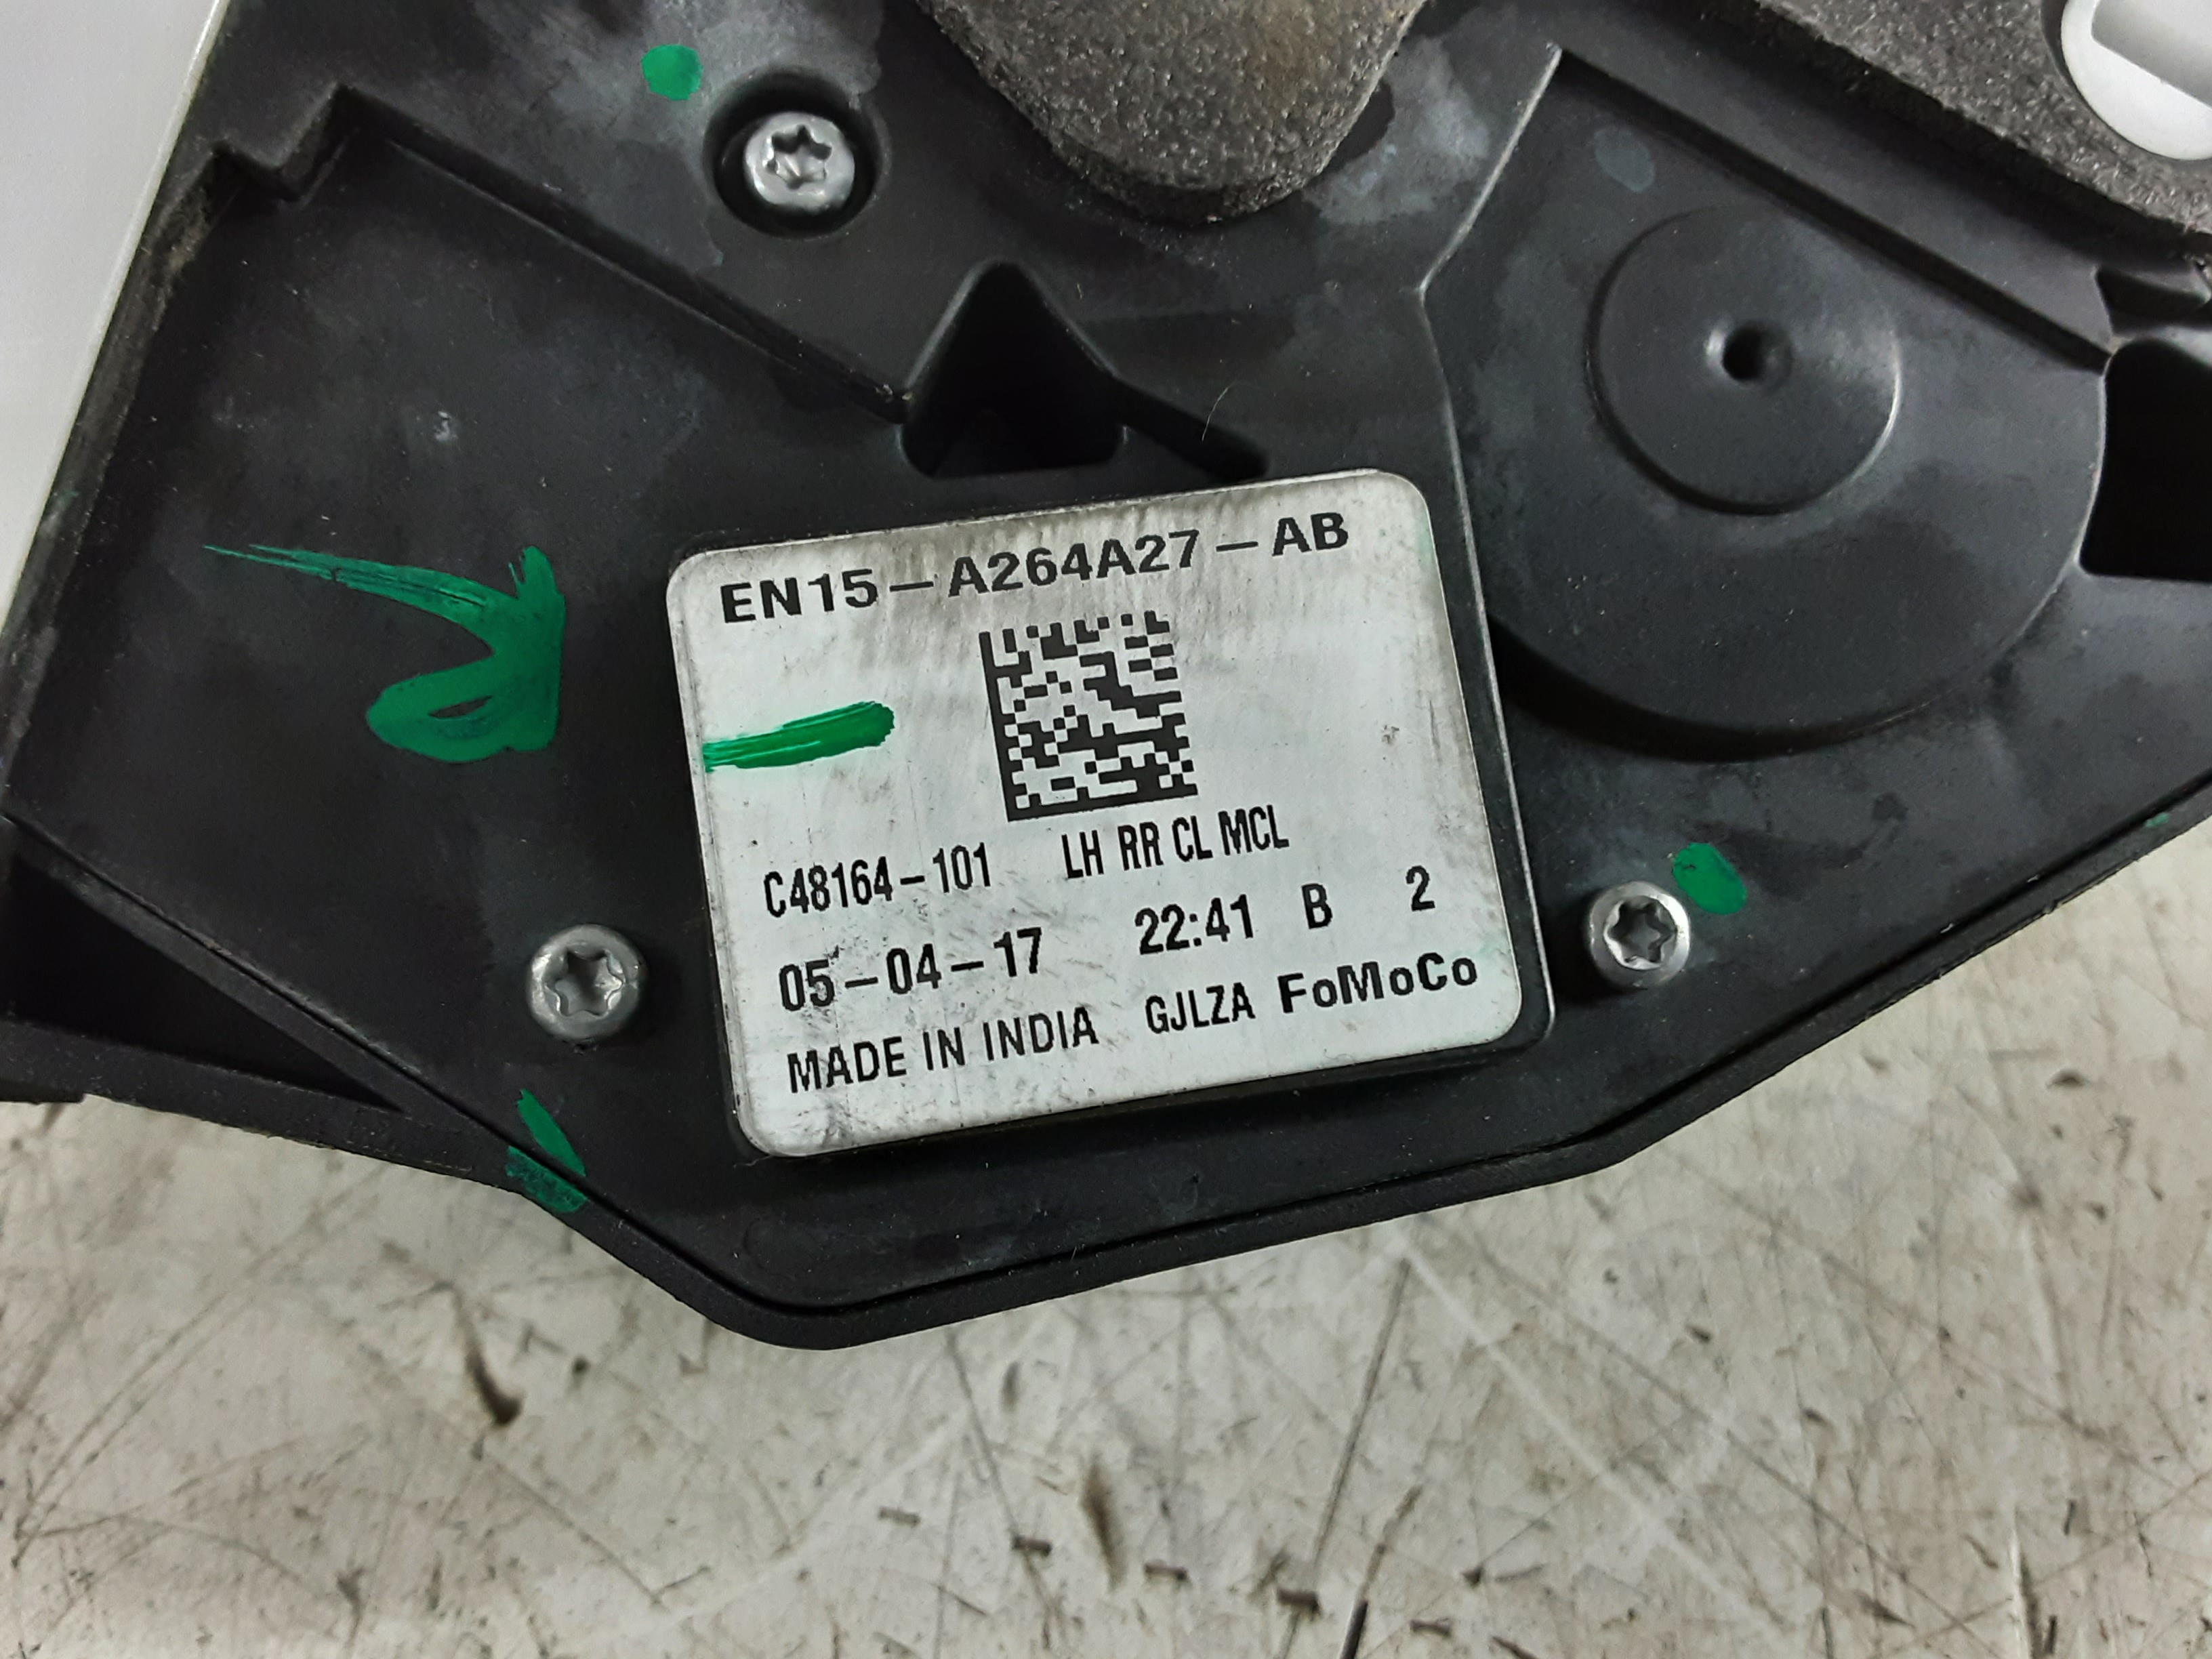 EN15-A264A27-AB
C48164-101 LH RR CL MCL
05-04-17 22:41 B 2
MADE IN INDIA GJLZA FoMoCo